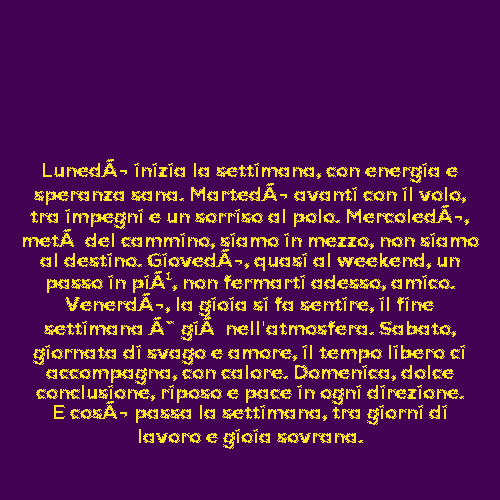 LunedÃ¬ inizia la settimana, con energia e
speranza sana. MartedÃ¬ avanti con il volo,
tra impegni e un sorriso al polo. MercoledÃ¬,
metÃ  del cammino, siamo in mezzo, non siamo
al destino. GiovedÃ¬, quasi al weekend, un
passo in piÃ¹, non fermarti adesso, amico.
VenerdÃ¬, la gioia si fa sentire, il fine
settimana Ã¨ giÃ  nell'atmosfera. Sabato,
giornata di svago e amore, il tempo libero ci
accompagna, con calore. Domenica, dolce
conclusione, riposo e pace in ogni direzione.
E cosÃ¬ passa la settimana, tra giorni di
lavoro e gioia sovrana.